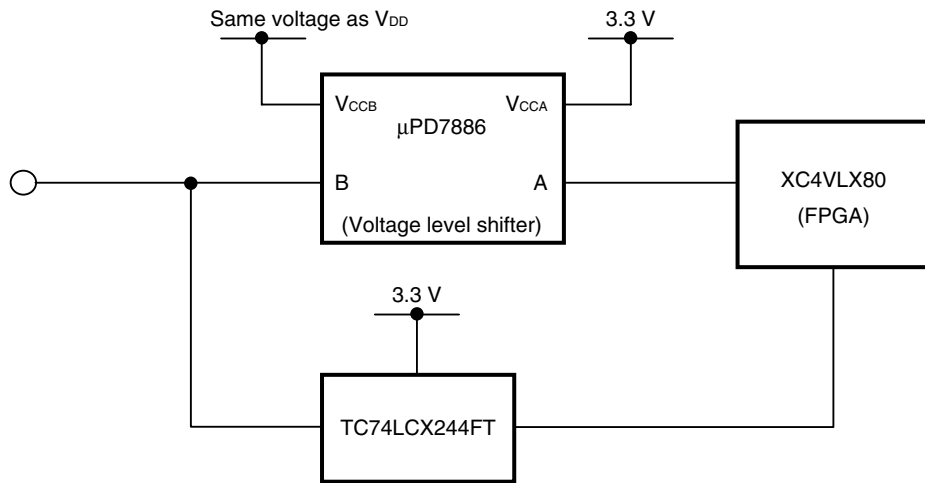 Same voltage as VDD
3.3 V
VCCB
VCCA
μPD7886
B
A
(Voltage level shifter)
XC4VLX80
(FPGA)
3.3 V
TC74LCX244FT